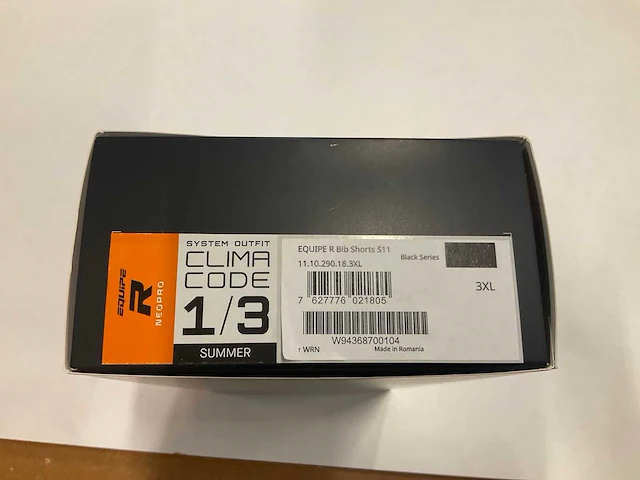 EQUIPE
R
NEOPRO
SYSTEM OUTFIT
CLIMA
CODE
1/3
SUMMER
EQUIPE R Bib Shorts S11
Black Series
11.10.290.18.3XL
3XL
7 627776 021805
W94368700104
WRN Made in Romania